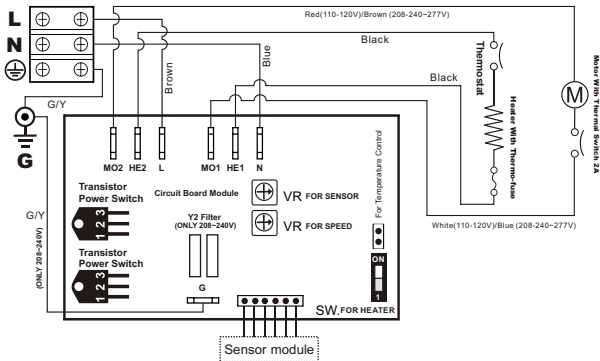 L
N
G
G/Y
Brown
Blue
Red(110-120V)/Brown (208-240~277V)
Black
Black
Thermostat
Heater With Thermo-fuse
Motor With Thermal Switch 2A
M
MO2 HE2 L MO1 HE1 N
Transistor
Power Switch
1 2 3
Circuit Board Module
VR FOR SENSOR
VR FOR SPEED
For Temperature Control
White(110-120V)/Blue (208-240~277V)
G/Y
(ONLY 208~240V)
Y2 Filter
(ONLY 208~240V)
Transistor
Power Switch
1 2 3
G
ON
1
SW. FOR HEATER
Sensor module